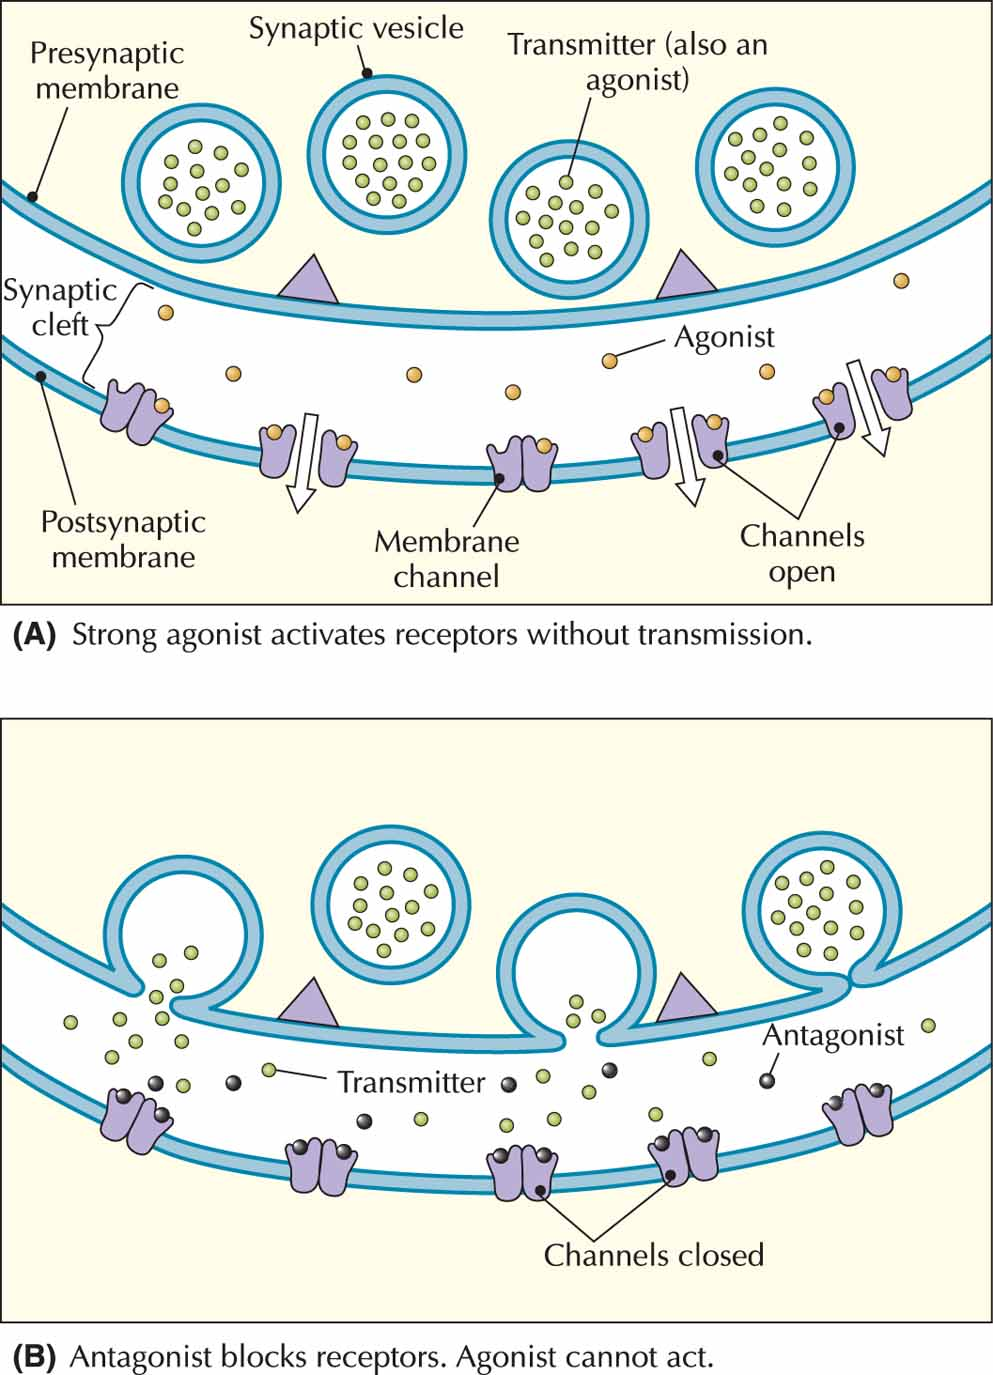 Synaptic vesicle
Presynaptic
membrane
Transmitter (also an
agonist)
Synaptic
cleft
Agonist
Postsynaptic
membrane
Membrane
channel
Channels
open
(A) Strong agonist activates receptors without transmission.
Antagonist
Transmitter
Channels closed
(B) Antagonist blocks receptors. Agonist cannot act.